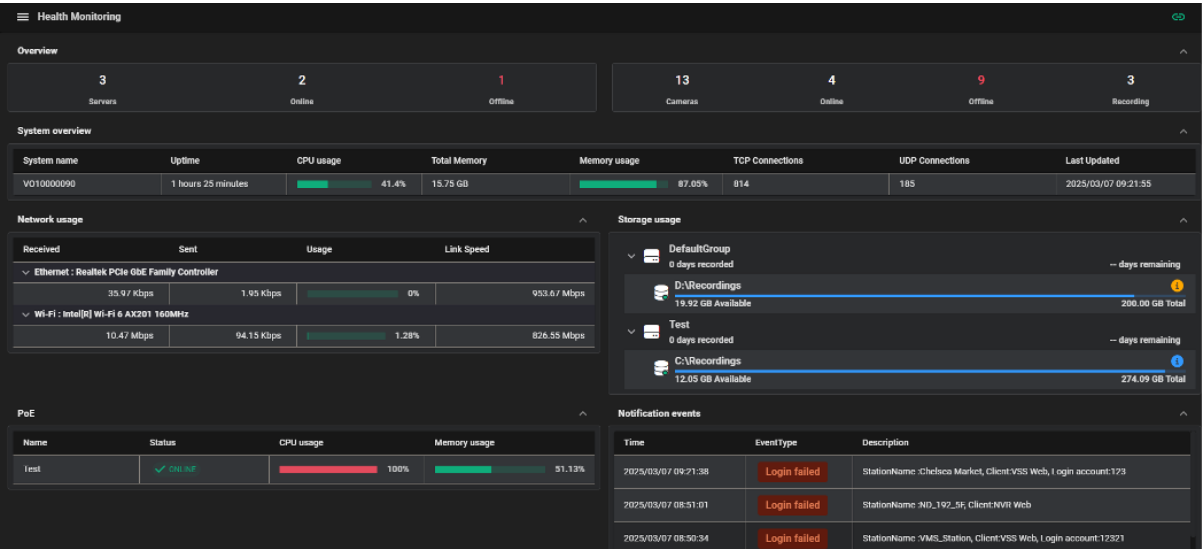 Health Monitoring
Overview
3 2 1
Servers Online Offline
13 4 9 3
Cameras Online Offline Recording
System overview
System name Uptime CPU usage Total Memory Memory usage TCP Connections UDP Connections Last Updated
VO10000090 1 hours 25 minutes 41.4% 15.75 GB 87.05% 814 185 2025/03/07 09:21:55
Network usage
Received Sent Usage Link Speed
Ethernet : Realtek PCIe GbE Family Controller
35.97 Kbps 1.95 Kbps 0% 953.67 Mbps
Wi-Fi : Intel[R] Wi-Fi 6 AX201 160MHz
10.47 Mbps 94.15 Kbps 1.28% 826.55 Mbps
Storage usage
DefaultGroup
0 days recorded -- days remaining
D:\Recordings
19.92 GB Available 200.00 GB Total
Test
0 days recorded -- days remaining
C:\Recordings
12.05 GB Available 274.09 GB Total
PoE
Name Status CPU usage Memory usage
Test ONLINE 100% 51.13%
Notification events
Time EventType Description
2025/03/07 09:21:38 Login failed StationName :Chelsea Market, Client:VSS Web, Login account:123
2025/03/07 08:51:01 Login failed StationName :ND_192_5F, Client:NVR Web
2025/03/07 08:50:34 Login failed StationName :VMS_Station, Client:VSS Web, Login account:12321